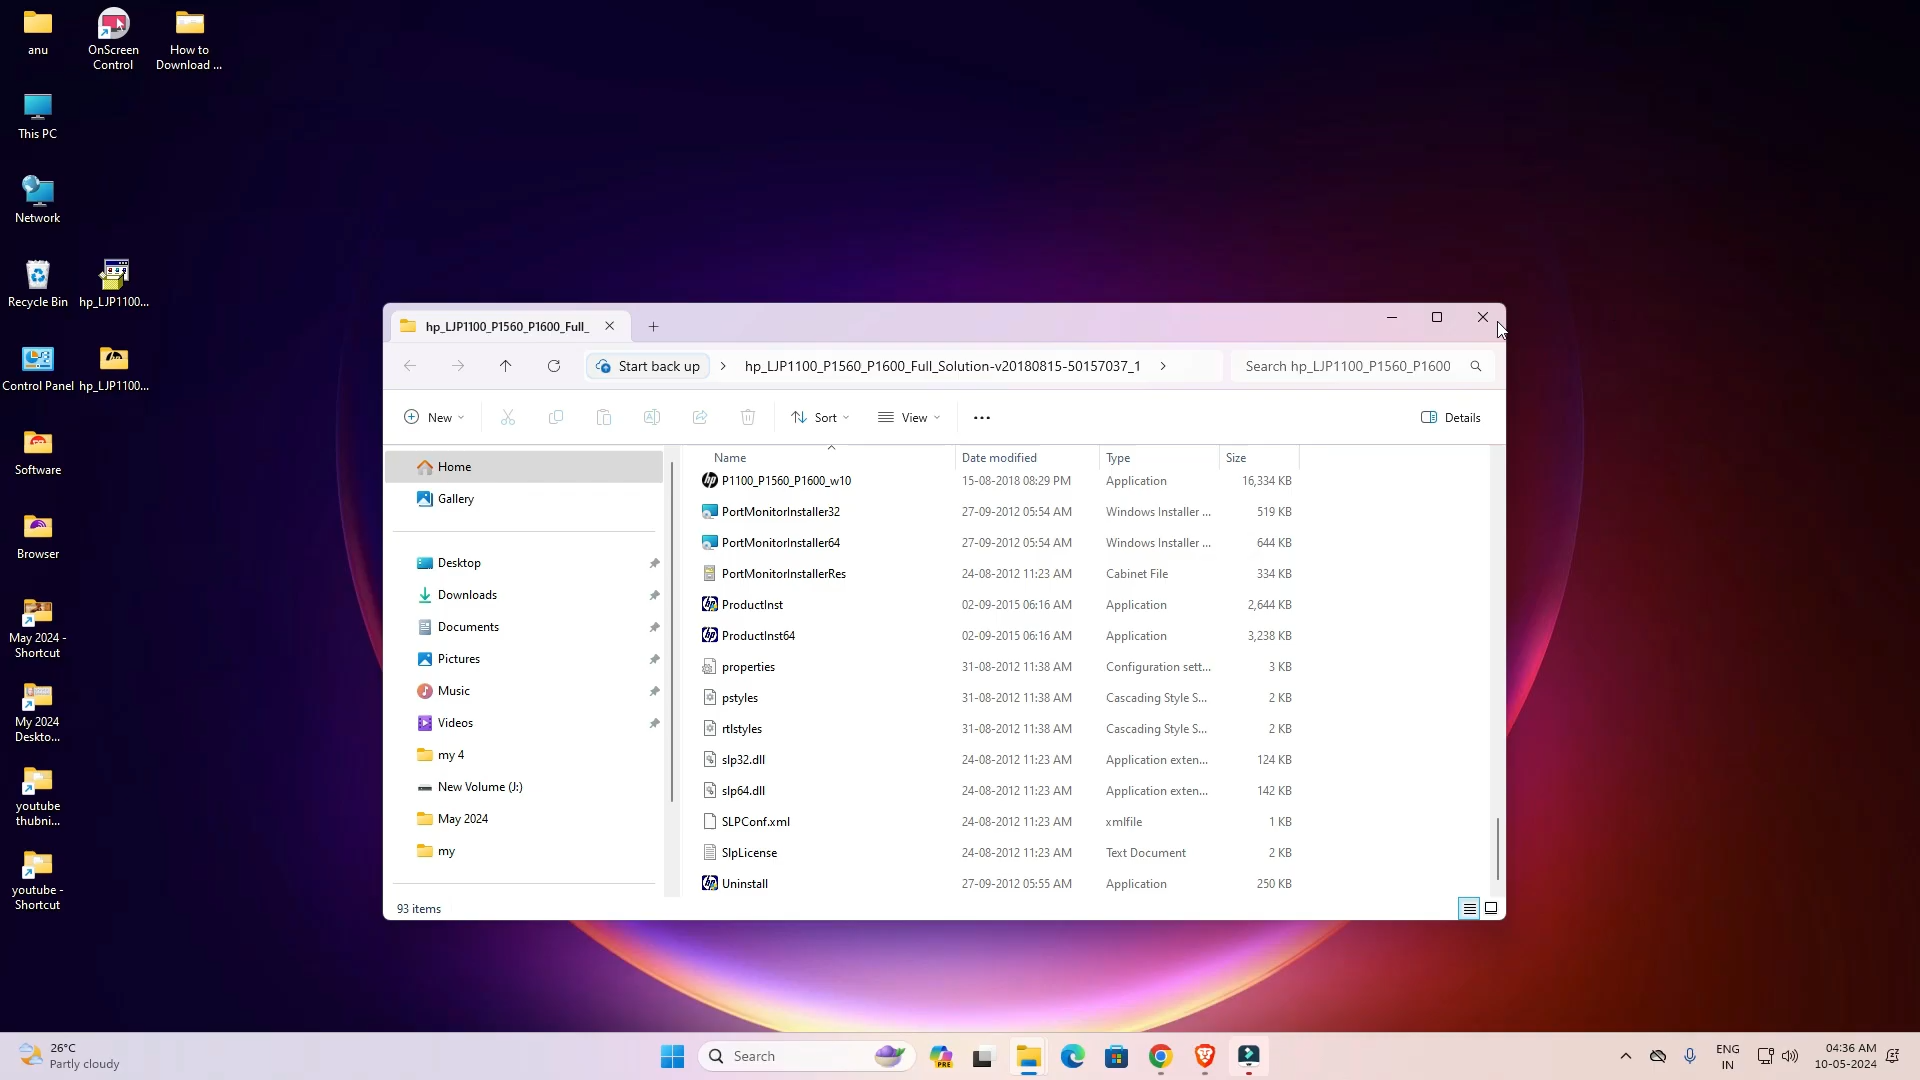 anu
OnScreen
Control
How to
Download ...
This PC
Network
Recycle Bin
hp_LJP1100...
Control Panel
hp_LJP1100...
Software
Browser
May 2024 -
Shortcut
My 2024
Deskto...
youtube
thubni...
youtube -
Shortcut
hp_LJP1100_P1560_P1600_Full_
Start back up
hp_LJP1100_P1560_P1600_Full_Solution-v20180815-50157037_1
Search hp_LJP1100_P1560_P1600
New
Sort
View
Details
Home
Gallery
Desktop
Downloads
Documents
Pictures
Music
Videos
my 4
New Volume (J:)
May 2024
my
Name Date modified Type Size
P1100_P1560_P1600_w10 15-08-2018 08:29 PM Application 16,334 KB
PortMonitorInstaller32 27-09-2012 05:54 AM Windows Installer ... 519 KB
PortMonitorInstaller64 27-09-2012 05:54 AM Windows Installer ... 644 KB
PortMonitorInstallerRes 24-08-2012 11:23 AM Cabinet File 334 KB
ProductInst 02-09-2015 06:16 AM Application 2,644 KB
ProductInst64 02-09-2015 06:16 AM Application 3,238 KB
properties 31-08-2012 11:38 AM Configuration sett... 3 KB
pstyles 31-08-2012 11:38 AM Cascading Style S... 2 KB
rtlstyles 31-08-2012 11:38 AM Cascading Style S... 2 KB
slp32.dll 24-08-2012 11:23 AM Application exten... 124 KB
slp64.dll 24-08-2012 11:23 AM Application exten... 142 KB
SLPConf.xml 24-08-2012 11:23 AM xmlfile 1 KB
SlpLicense 24-08-2012 11:23 AM Text Document 2 KB
Uninstall 27-09-2012 05:55 AM Application 250 KB
93 items
26°C
Partly cloudy
Search
PRE
ENG
IN
04:36 AM
10-05-2024